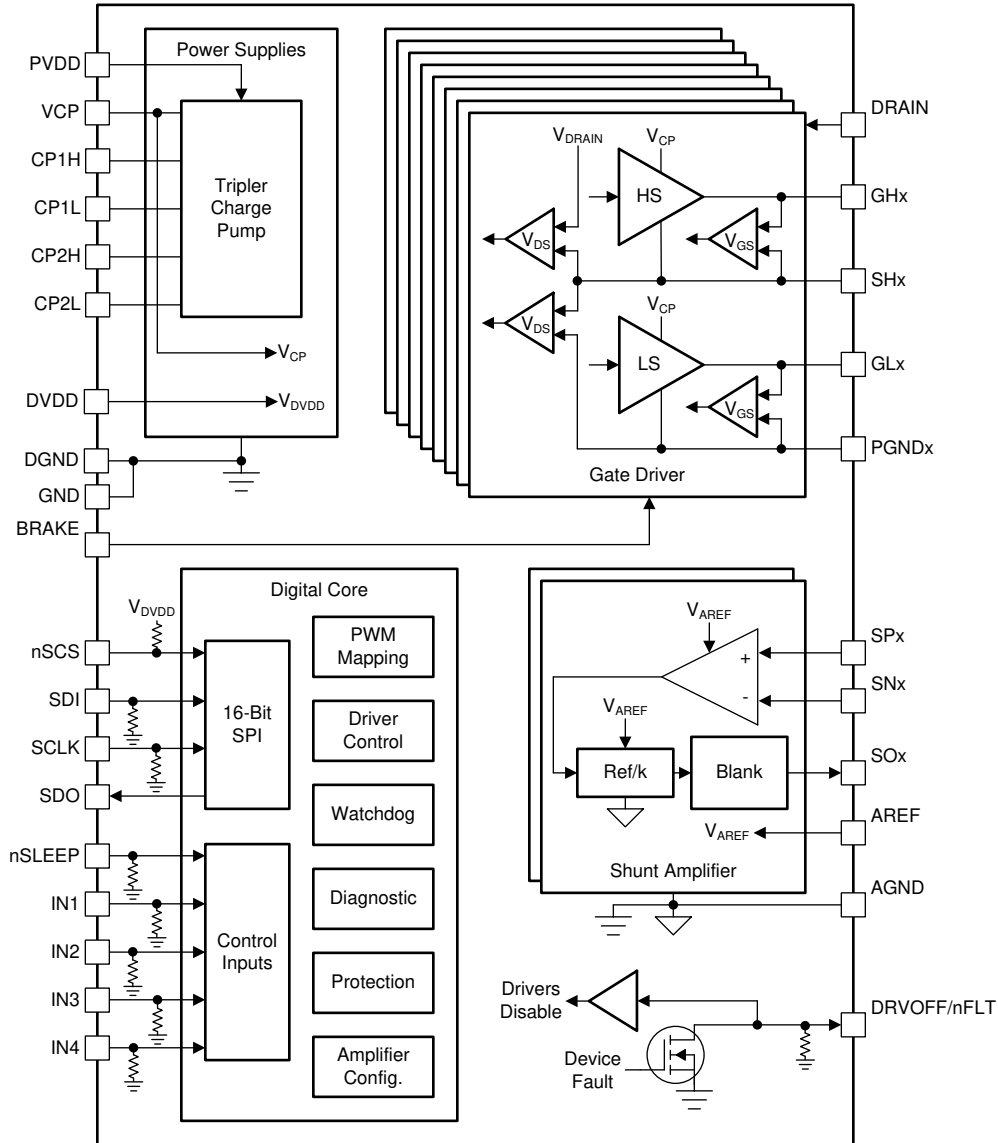 Power Supplies
PVDD
VCP
CP1H
CP1L
CP2H
CP2L
Tripler
Charge
Pump
VCP
DVDD
VDVDD
DGND
GND
BRAKE
DRAIN
VDRAIN
VCP
HS
GHx
VDS
VGS
SHx
VCP
VDS
LS
GLx
VGS
PGNDx
Gate Driver
Digital Core
VDVDD
nSCS
SDI
SCLK
SDO
16-Bit
SPI
nSLEEP
IN1
IN2
IN3
IN4
Control
Inputs
PWM
Mapping
Driver
Control
Watchdog
Diagnostic
Protection
Amplifier
Config.
VAREF
+
-
SPx
SNx
VAREF
Ref/k
Blank
SOx
VAREF
AREF
Shunt Amplifier
AGND
Drivers
Disable
DRVOFF/nFLT
Device
Fault